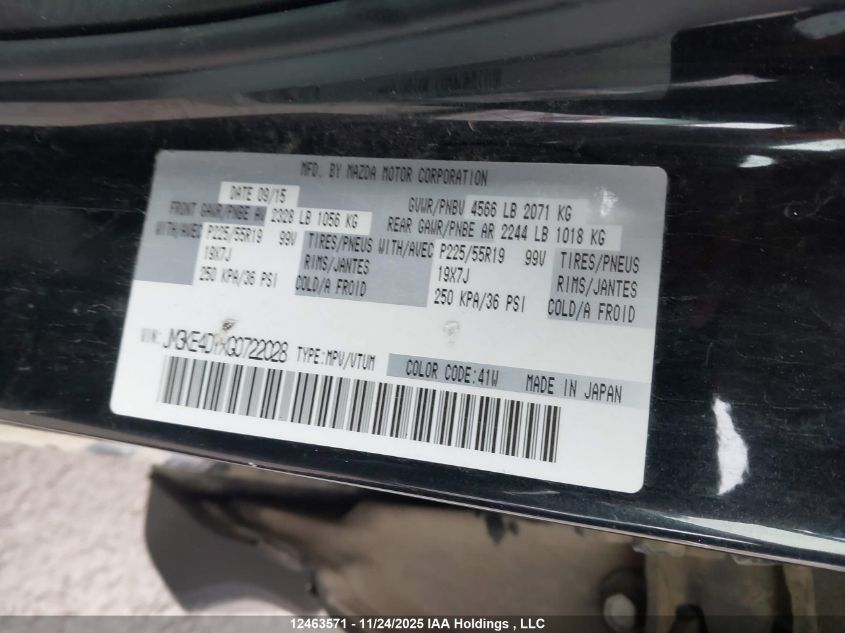 MFD. BY MAZDA MOTOR CORPORATION
DATE 09/15 GVWR/PNBV 4566 LB 2071 KG
FRONT GAWR/PNBE AV 2328 LB 1056 KG REAR GAWR/PNBE AR 2244 LB 1018 KG
WITH/AVEC P225/55R19 99V TIRES/PNEUS WITH/AVEC P225/55R19 99V TIRES/PNEUS
19X7J RIMS/JANTES 19X7J RIMS/JANTES
250 KPA/36 PSI COLD/A FROID 250 KPA/36 PSI COLD/A FROID
VIN: JM3KE4DYXG0722028 TYPE:MPV/VTUM COLOR CODE:41W MADE IN JAPAN
12463571 - 11/24/2025 IAA Holdings , LLC